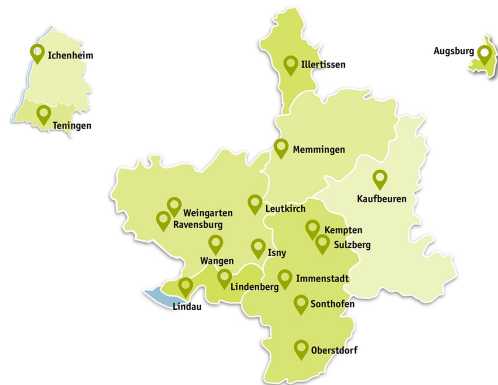 Augsburg
Ichenheim
Illertissen
Teningen
Memmingen
Kaufbeuren
Leutkirch
Weingarten
Ravensburg
Kempten
Sulzberg
Wangen
Isny
Immenstadt
Lindenberg
Lindau
Sonthofen
Oberstdorf